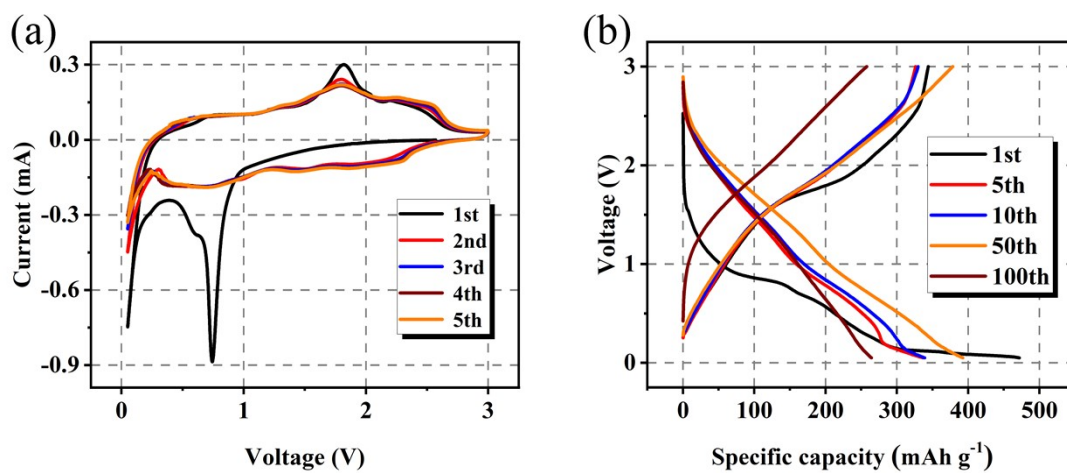 (a)
0.3
0.0
-0.3
-0.6
-0.9
Current (mA)
1st
2nd
3rd
4th
5th
0
1
2
3
Voltage (V)
(b)
3
2
1
0
Voltage (V)
1st
5th
10th
50th
100th
0
100
200
300
400
500
Specific capacity (mAh g⁻¹)